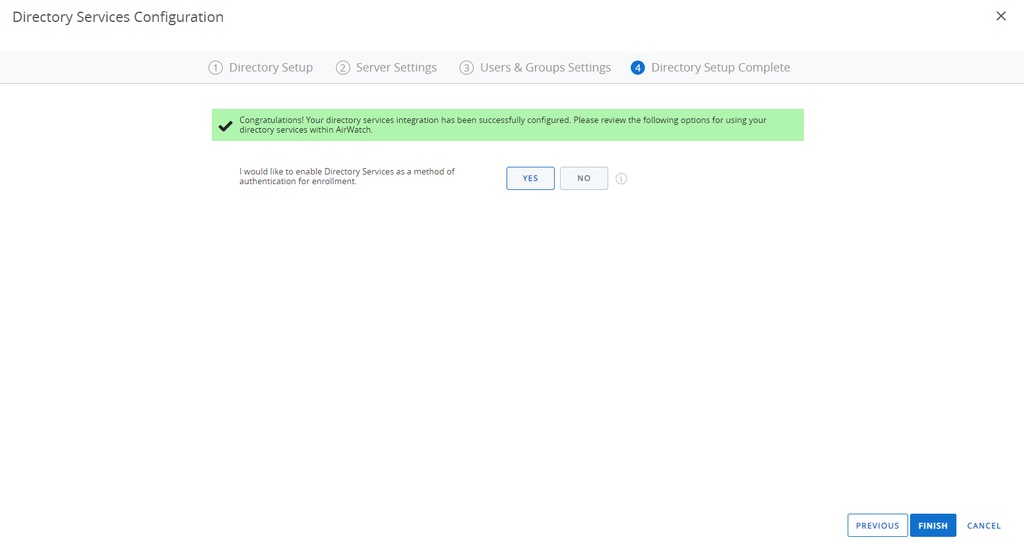 Directory Services Configuration
1 Directory Setup 2 Server Settings 3 Users & Groups Settings 4 Directory Setup Complete
Congratulations! Your directory services integration has been successfully configured. Please review the following options for using your
directory services within AirWatch.
I would like to enable Directory Services as a method of
authentication for enrollment.
YES NO
PREVIOUS FINISH CANCEL